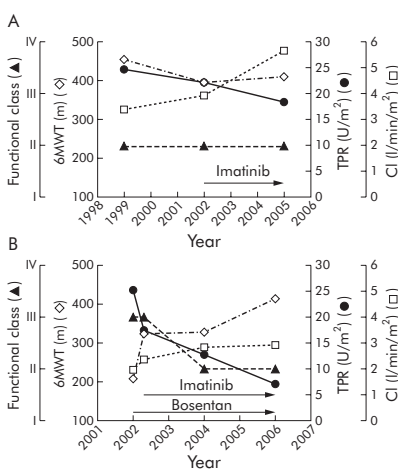 A
Functional class (▲)
IV
III
II
I
6MWT (m) (◇)
500
400
300
200
100
Imatinib
30
25
20
15
10
5
0
TPR (U/m²) (●)
6
5
4
3
2
1
0
CI (l/min/m²) (□)
1998
1999
2000
2001
2002
2003
2004
2005
2006
Year
B
Functional class (▲)
IV
III
II
I
6MWT (m) (◇)
500
400
300
200
100
Imatinib
Bosentan
30
25
20
15
10
5
0
TPR (U/m²) (●)
6
5
4
3
2
1
0
CI (l/min/m²) (□)
2001
2002
2003
2004
2005
2006
2007
Year